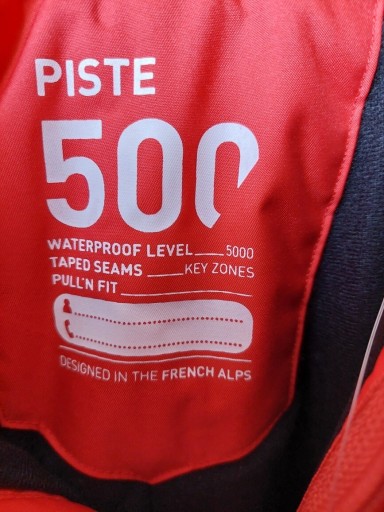 PISTE
500
WATERPROOF LEVEL 5000
TAPED SEAMS KEY ZONES
PULL'N FIT
DESIGNED IN THE FRENCH ALPS